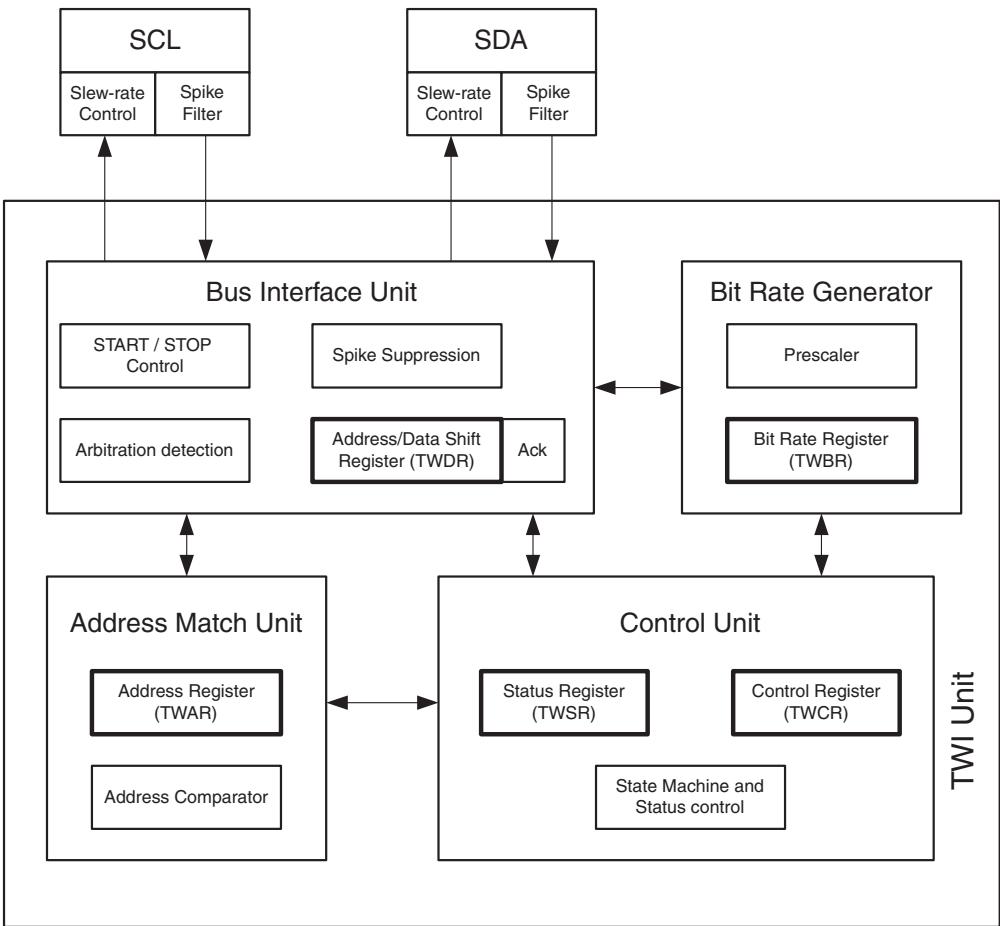 SCL
Slew-rate
Control
Spike
Filter
SDA
Slew-rate
Control
Spike
Filter
Bus Interface Unit
START / STOP
Control
Spike Suppression
Arbitration detection
Address/Data Shift
Register (TWDR)
Ack
Bit Rate Generator
Prescaler
Bit Rate Register
(TWBR)
Address Match Unit
Address Register
(TWAR)
Address Comparator
Control Unit
Status Register
(TWSR)
Control Register
(TWCR)
State Machine and
Status control
TWI Unit